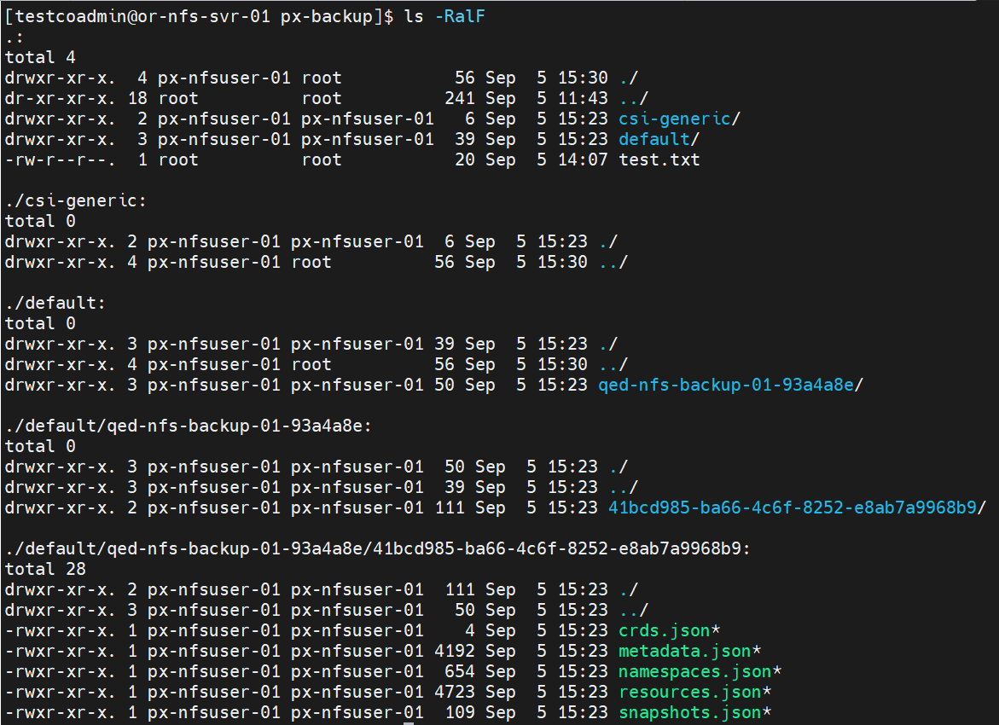 [testcoadmin@or-nfs-svr-01 px-backup]$ ls -RalF
.:
total 4
drwxr-xr-x.  4 px-nfsuser-01 root           56 Sep  5 15:30 ./
dr-xr-xr-x. 18 root          root          241 Sep  5 11:43 ../
drwxr-xr-x.  2 px-nfsuser-01 px-nfsuser-01   6 Sep  5 15:23 csi-generic/
drwxr-xr-x.  3 px-nfsuser-01 px-nfsuser-01  39 Sep  5 15:23 default/
-rw-r--r--.  1 root          root           20 Sep  5 14:07 test.txt

./csi-generic:
total 0
drwxr-xr-x. 2 px-nfsuser-01 px-nfsuser-01  6 Sep  5 15:23 ./
drwxr-xr-x. 4 px-nfsuser-01 root          56 Sep  5 15:30 ../

./default:
total 0
drwxr-xr-x. 3 px-nfsuser-01 px-nfsuser-01 39 Sep  5 15:23 ./
drwxr-xr-x. 4 px-nfsuser-01 root          56 Sep  5 15:30 ../
drwxr-xr-x. 3 px-nfsuser-01 px-nfsuser-01 50 Sep  5 15:23 qed-nfs-backup-01-93a4a8e/

./default/qed-nfs-backup-01-93a4a8e:
total 0
drwxr-xr-x. 3 px-nfsuser-01 px-nfsuser-01  50 Sep  5 15:23 ./
drwxr-xr-x. 3 px-nfsuser-01 px-nfsuser-01  39 Sep  5 15:23 ../
drwxr-xr-x. 2 px-nfsuser-01 px-nfsuser-01 111 Sep  5 15:23 41bcd985-ba66-4c6f-8252-e8ab7a9968b9/

./default/qed-nfs-backup-01-93a4a8e/41bcd985-ba66-4c6f-8252-e8ab7a9968b9:
total 28
drwxr-xr-x. 2 px-nfsuser-01 px-nfsuser-01  111 Sep  5 15:23 ./
drwxr-xr-x. 3 px-nfsuser-01 px-nfsuser-01   50 Sep  5 15:23 ../
-rwxr-xr-x. 1 px-nfsuser-01 px-nfsuser-01    4 Sep  5 15:23 crds.json*
-rwxr-xr-x. 1 px-nfsuser-01 px-nfsuser-01 4192 Sep  5 15:23 metadata.json*
-rwxr-xr-x. 1 px-nfsuser-01 px-nfsuser-01  654 Sep  5 15:23 namespaces.json*
-rwxr-xr-x. 1 px-nfsuser-01 px-nfsuser-01 4723 Sep  5 15:23 resources.json*
-rwxr-xr-x. 1 px-nfsuser-01 px-nfsuser-01  109 Sep  5 15:23 snapshots.json*